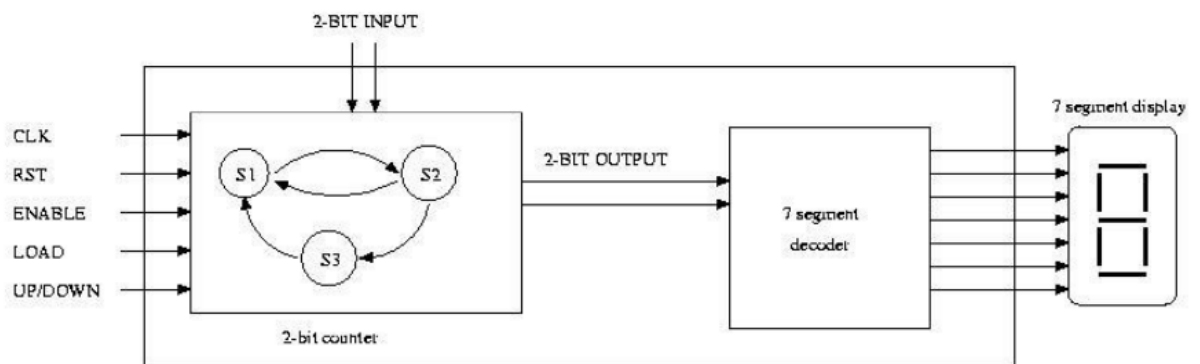 2-BIT INPUT
7 segment display
CLK
RST
ENABLE
LOAD
UP/DOWN
S1
S2
S3
2-BIT OUTPUT
7 segment
decoder
2-bit counter